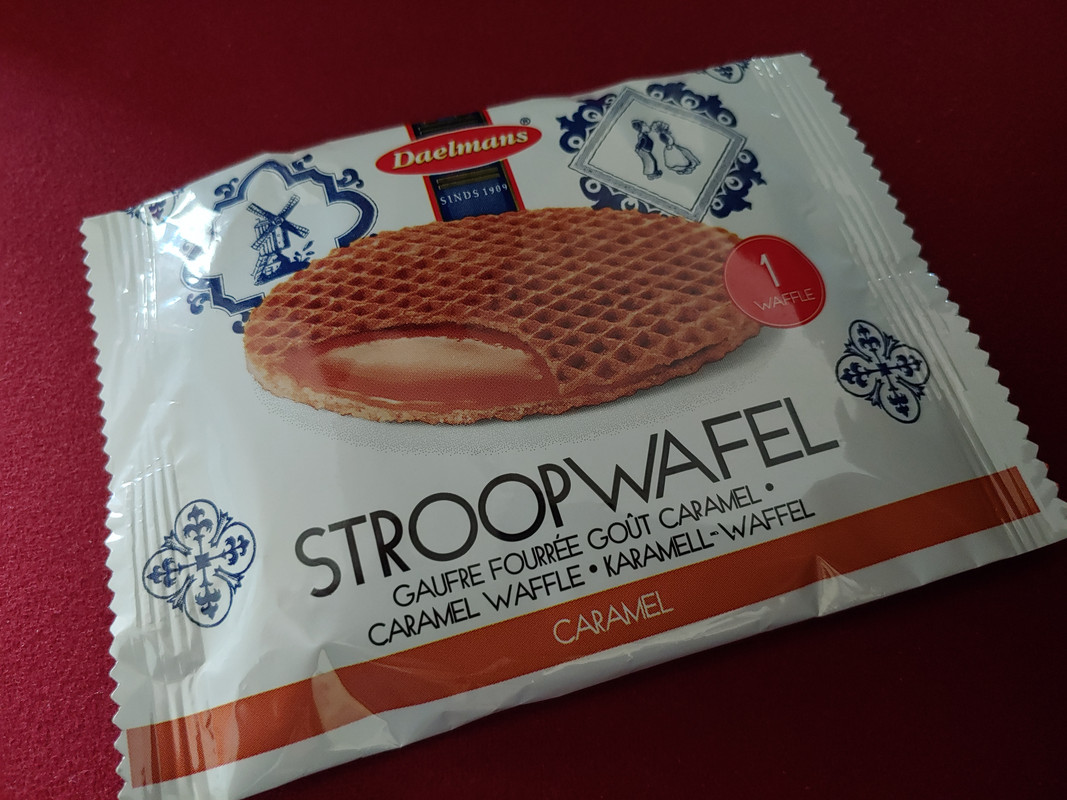 Daelmans®
SINDS 1909
1
WAFFLE
STROOPWAFEL
GAUFRE FOURRÉE GOÛT CARAMEL •
CARAMEL WAFFLE • KARAMELL-WAFFEL
CARAMEL